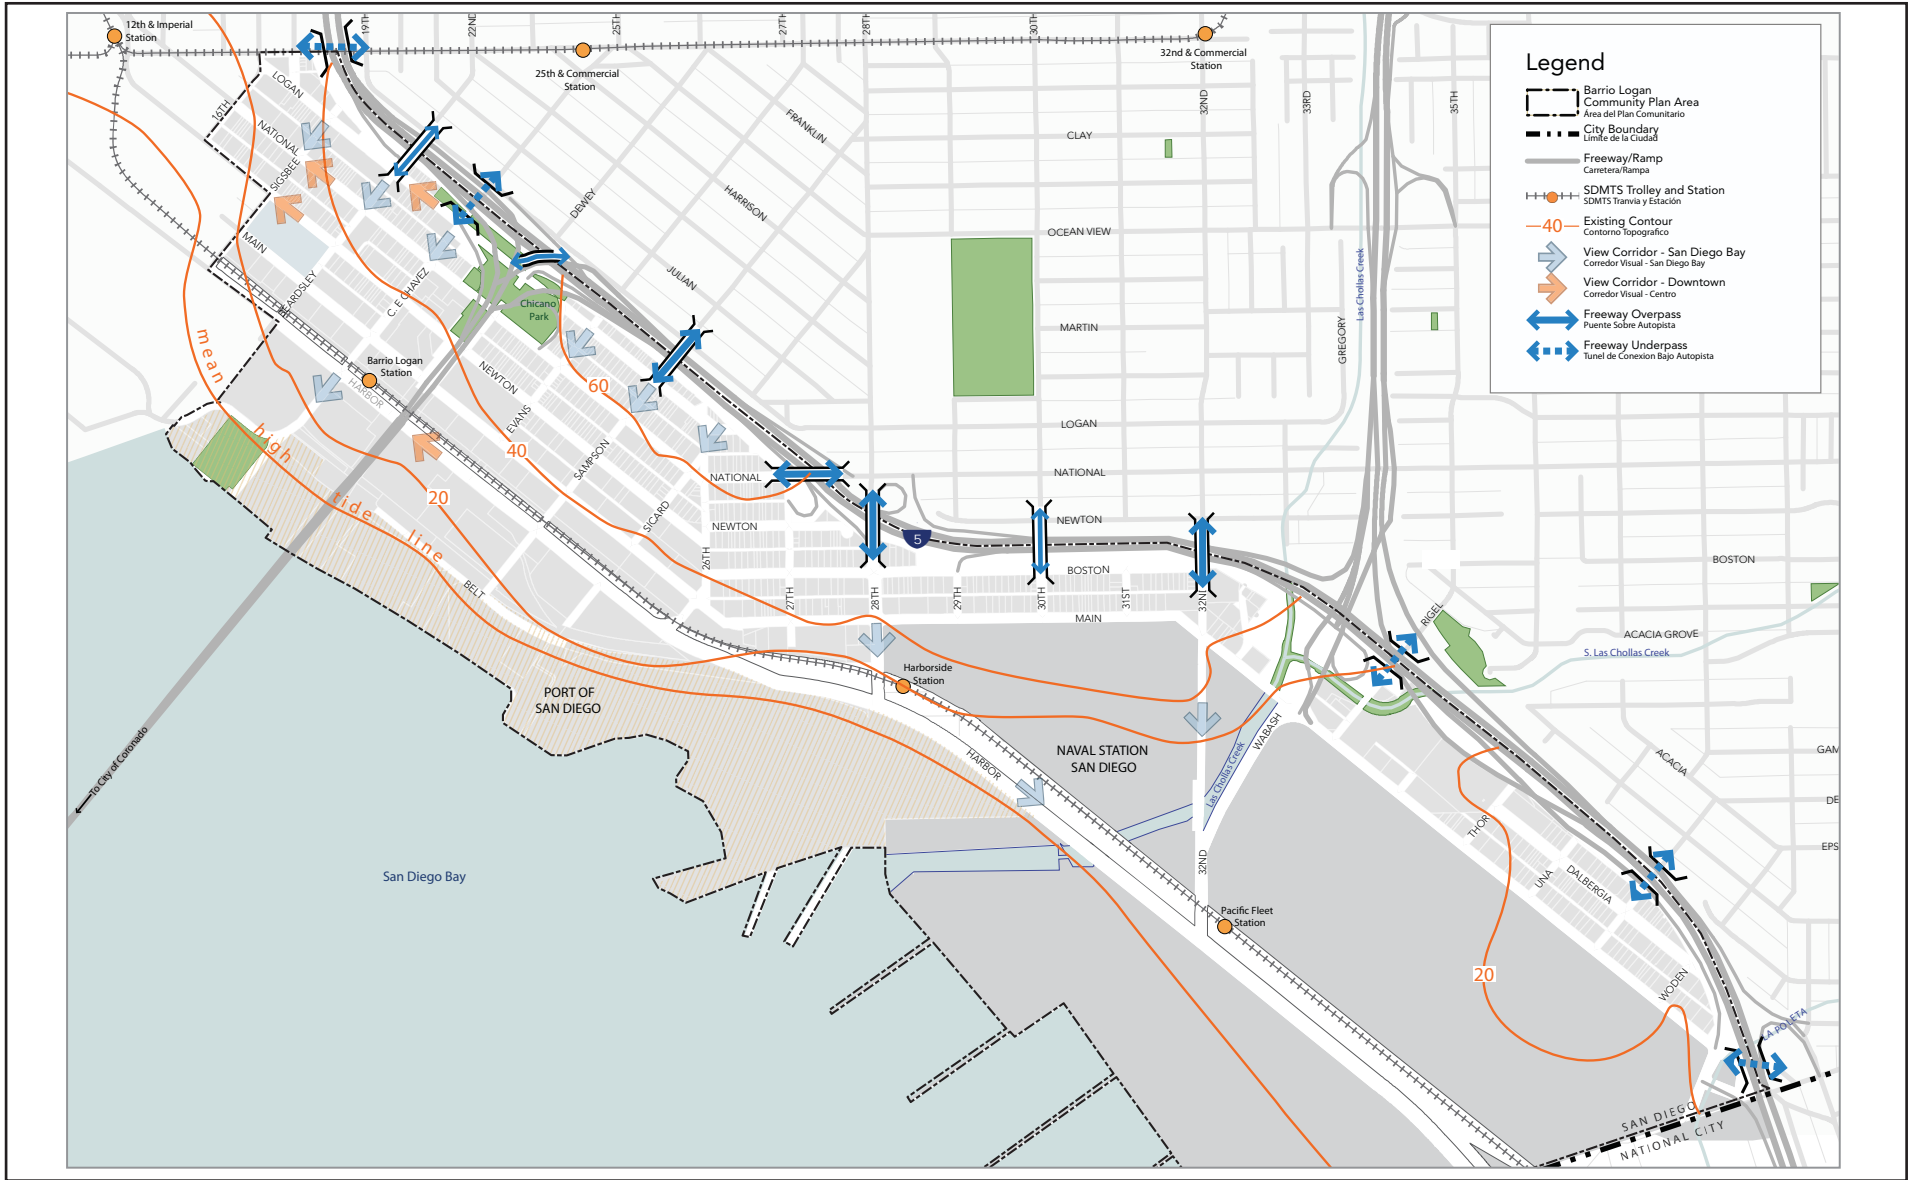 12th & Imperial
Station
19TH
22ND
25TH
27TH
28TH
30TH
25th & Commercial
Station
32nd & Commercial
Station
32ND
33RD
35TH
Legend
Barrio Logan
Community Plan Area
Área del Plan Comunitario
City Boundary
Límite de la Ciudad
Freeway/Ramp
Carretera/Rampa
SDMTS Trolley and Station
SDMTS Tranvia y Estación
40
Existing Contour
Contorno Topografico
View Corridor - San Diego Bay
Corredor Visual - San Diego Bay
View Corridor - Downtown
Corredor Visual - Centro
Freeway Overpass
Puente Sobre Autopista
Freeway Underpass
Tunel de Conexion Bajo Autopista
LOGAN
16TH
NATIONAL
SIGSBEE
MAIN
C. E CHAVEZ
FRANKLIN
HARRISON
DEWEY
JULIAN
CLAY
OCEAN VIEW
MARTIN
LOGAN
NATIONAL
GREGORY
Las Chollas Creek
Chicano
Park
Barrio Logan
Station
HARBOR
NEWTON
EVANS
SAMPSON
SICARD
mean
high
tide
line
60
40
20
NATIONAL
NEWTON
26TH
27TH
28TH
29TH
30TH
31ST
5
NEWTON
BOSTON
MAIN
BELT
BOSTON
RIGEL
ACACIA GROVE
S. Las Chollas Creek
ACACIA
Harborside
Station
PORT OF
SAN DIEGO
NAVAL STATION
SAN DIEGO
HARBOR
WABASH
Las Chollas Creek
32ND
To City of Coronado
San Diego Bay
Pacific Fleet
Station
THOR
UNA
DALBERGIA
WODEN
20
LA POLETA
SAN DIEGO
NATIONAL CITY